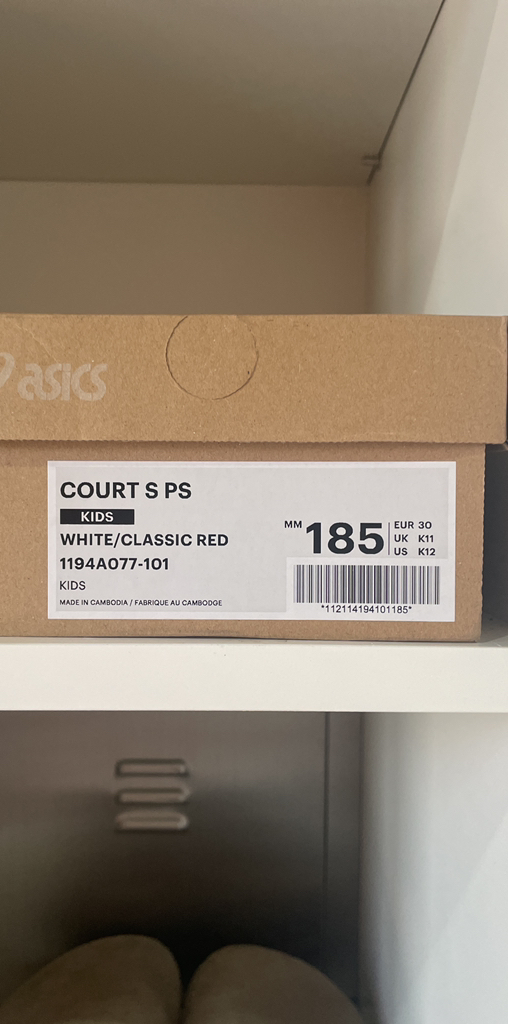 asics
COURT S PS
KIDS
WHITE/CLASSIC RED
1194A077-101
KIDS
MADE IN CAMBODIA / FABRIQUE AU CAMBODGE
MM 185
EUR 30
UK K11
US K12
*112114194101185*